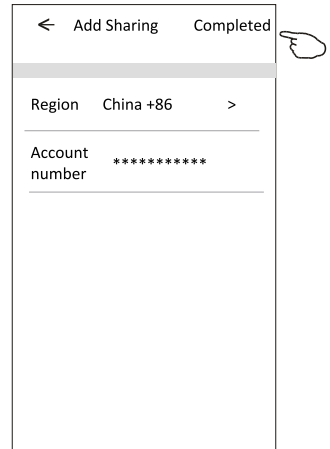 ← Add Sharing Completed
Region China +86 >
Account
number ***********